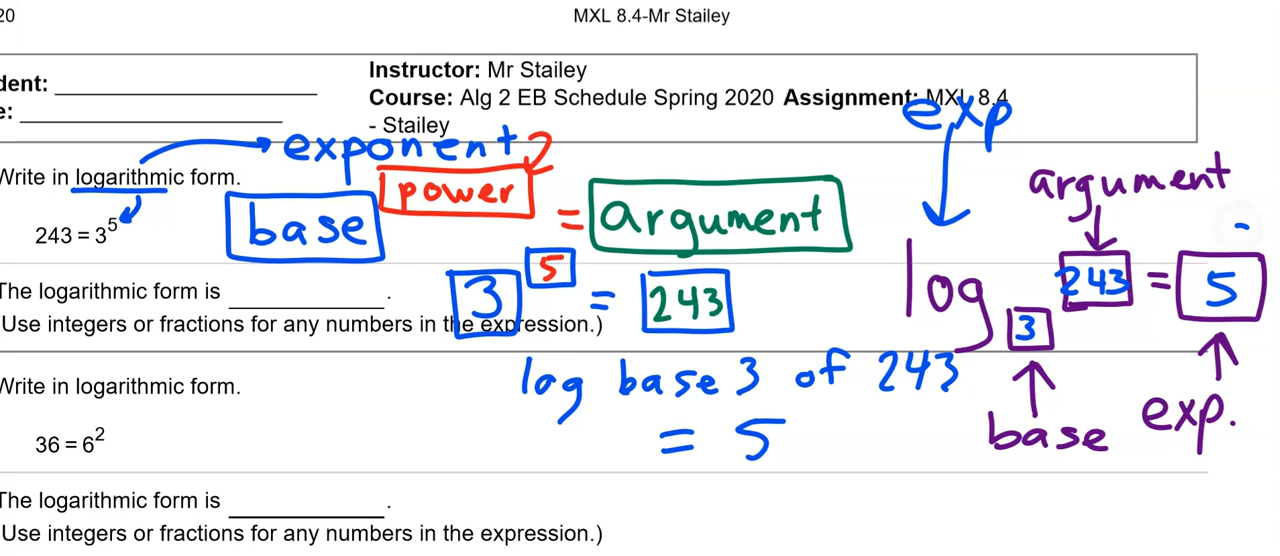 20
MXL 8.4-Mr Stailey
dent:
e:
Instructor: Mr Stailey
Course: Alg 2 EB Schedule Spring 2020 Assignment: MXL 8.4
- Stailey
exp
exponent
Write in logarithmic form.
243 = 3^5
base power = argument
3^5 = 243
argument
log 3 243 = 5
base
exp.
The logarithmic form is ____________.
(Use integers or fractions for any numbers in the expression.)
log base 3 of 243
= 5
Write in logarithmic form.
36 = 6^2
The logarithmic form is ____________.
(Use integers or fractions for any numbers in the expression.)